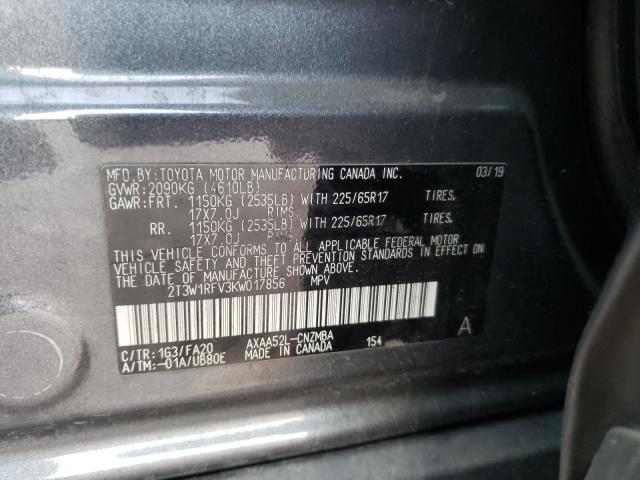 MFD.BY:TOYOTA MOTOR MANUFACTURING CANADA INC. 03/19
GVWR:2090KG (4610LB)
GAWR:FRT. 1150KG (2535LB) WITH 225/65R17 TIRES.
17X7.0J RIMS.
RR. 1150KG (2535LB) WITH 225/65R17 TIRES.
17X7.0J RIMS.
THIS VEHICLE CONFORMS TO ALL APPLICABLE FEDERAL MOTOR
VEHICLE SAFETY AND THEFT PREVENTION STANDARDS IN EFFECT ON
THE DATE OF MANUFACTURE SHOWN ABOVE.
2T3W1RFV3KW017856 MPV
A
C/TR:1G3/FA20 AXAA52L-CNZMBA 154
A/TM:-01A/UB80E MADE IN CANADA